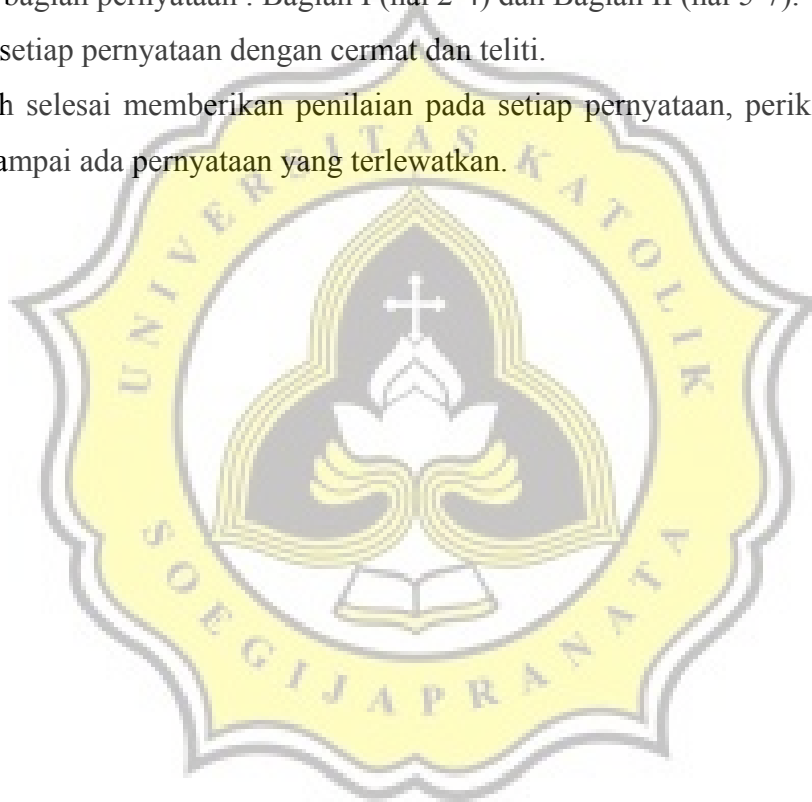 bagian pernyataan : Bagian I (hal 2-4) dan Bagian II (hal 5-7).
setiap pernyataan dengan cermat dan teliti.
h selesai memberikan penilaian pada setiap pernyataan, perik
ampai ada pernyataan yang terlewatkan.
UNIVERSITAS KATOLIK
SOEGIJAPRANATA